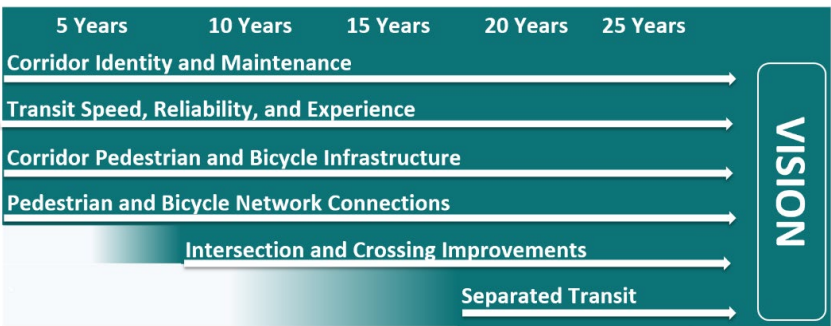 5 Years 10 Years 15 Years 20 Years 25 Years
Corridor Identity and Maintenance
Transit Speed, Reliability, and Experience
Corridor Pedestrian and Bicycle Infrastructure
Pedestrian and Bicycle Network Connections
Intersection and Crossing Improvements
Separated Transit
VISION